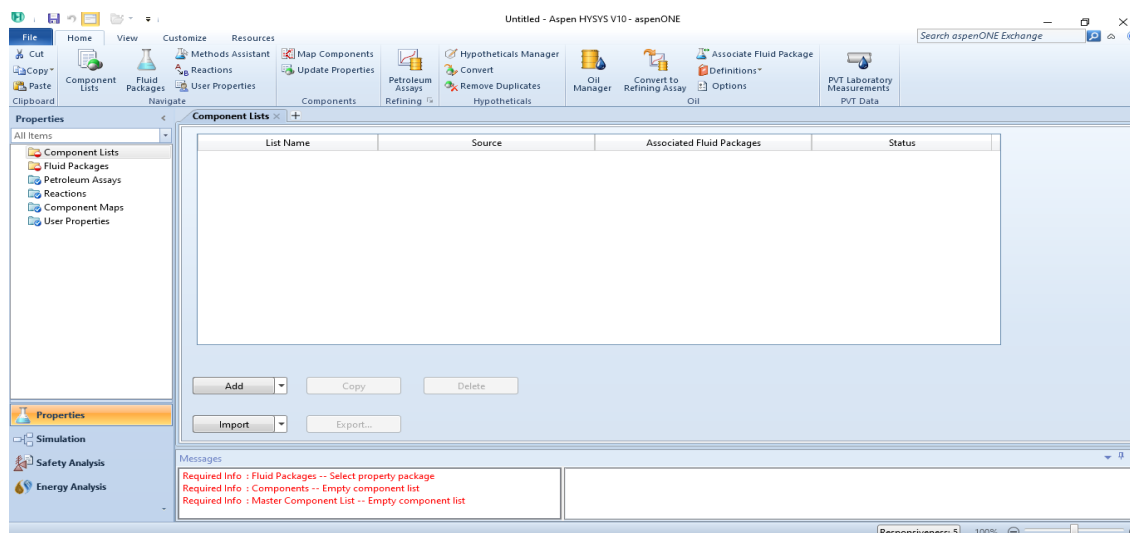 Untitled - Aspen HYSYS V10 - aspenONE
File Home View Customize Resources
Search aspenONE Exchange
Cut
Copy
Paste
Clipboard
Component Lists
Fluid Packages
Methods Assistant
Reactions
User Properties
Navigate
Map Components
Update Properties
Components
Petroleum Assays
Refining
Hypotheticals Manager
Convert
Remove Duplicates
Hypotheticals
Oil Manager
Convert to Refining Assay
Associate Fluid Package
Definitions
Options
Oil
PVT Laboratory Measurements
PVT Data
Properties
All Items
Component Lists
Fluid Packages
Petroleum Assays
Reactions
Component Maps
User Properties
Properties
Simulation
Safety Analysis
Energy Analysis
Component Lists
List Name Source Associated Fluid Packages Status
Add Copy Delete
Import Export...
Messages
Required Info : Fluid Packages -- Select property package
Required Info : Components -- Empty component list
Required Info : Master Component List -- Empty component list
Responsiveness: 5 100%